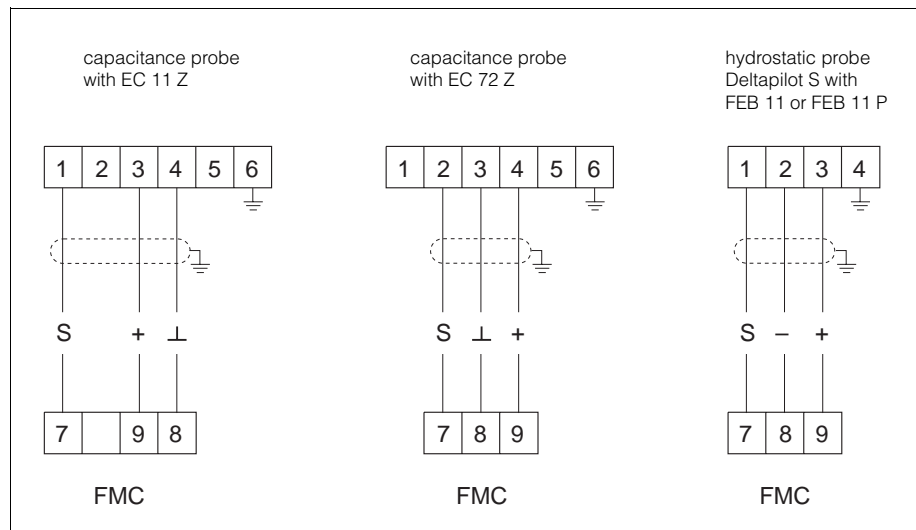 capacitance probe
with EC 11 Z
1 2 3 4 5 6
S + ⊥
7 9 8
FMC
capacitance probe
with EC 72 Z
1 2 3 4 5 6
S ⊥ +
7 8 9
FMC
hydrostatic probe
Deltapilot S with
FEB 11 or FEB 11 P
1 2 3 4
S – +
7 8 9
FMC